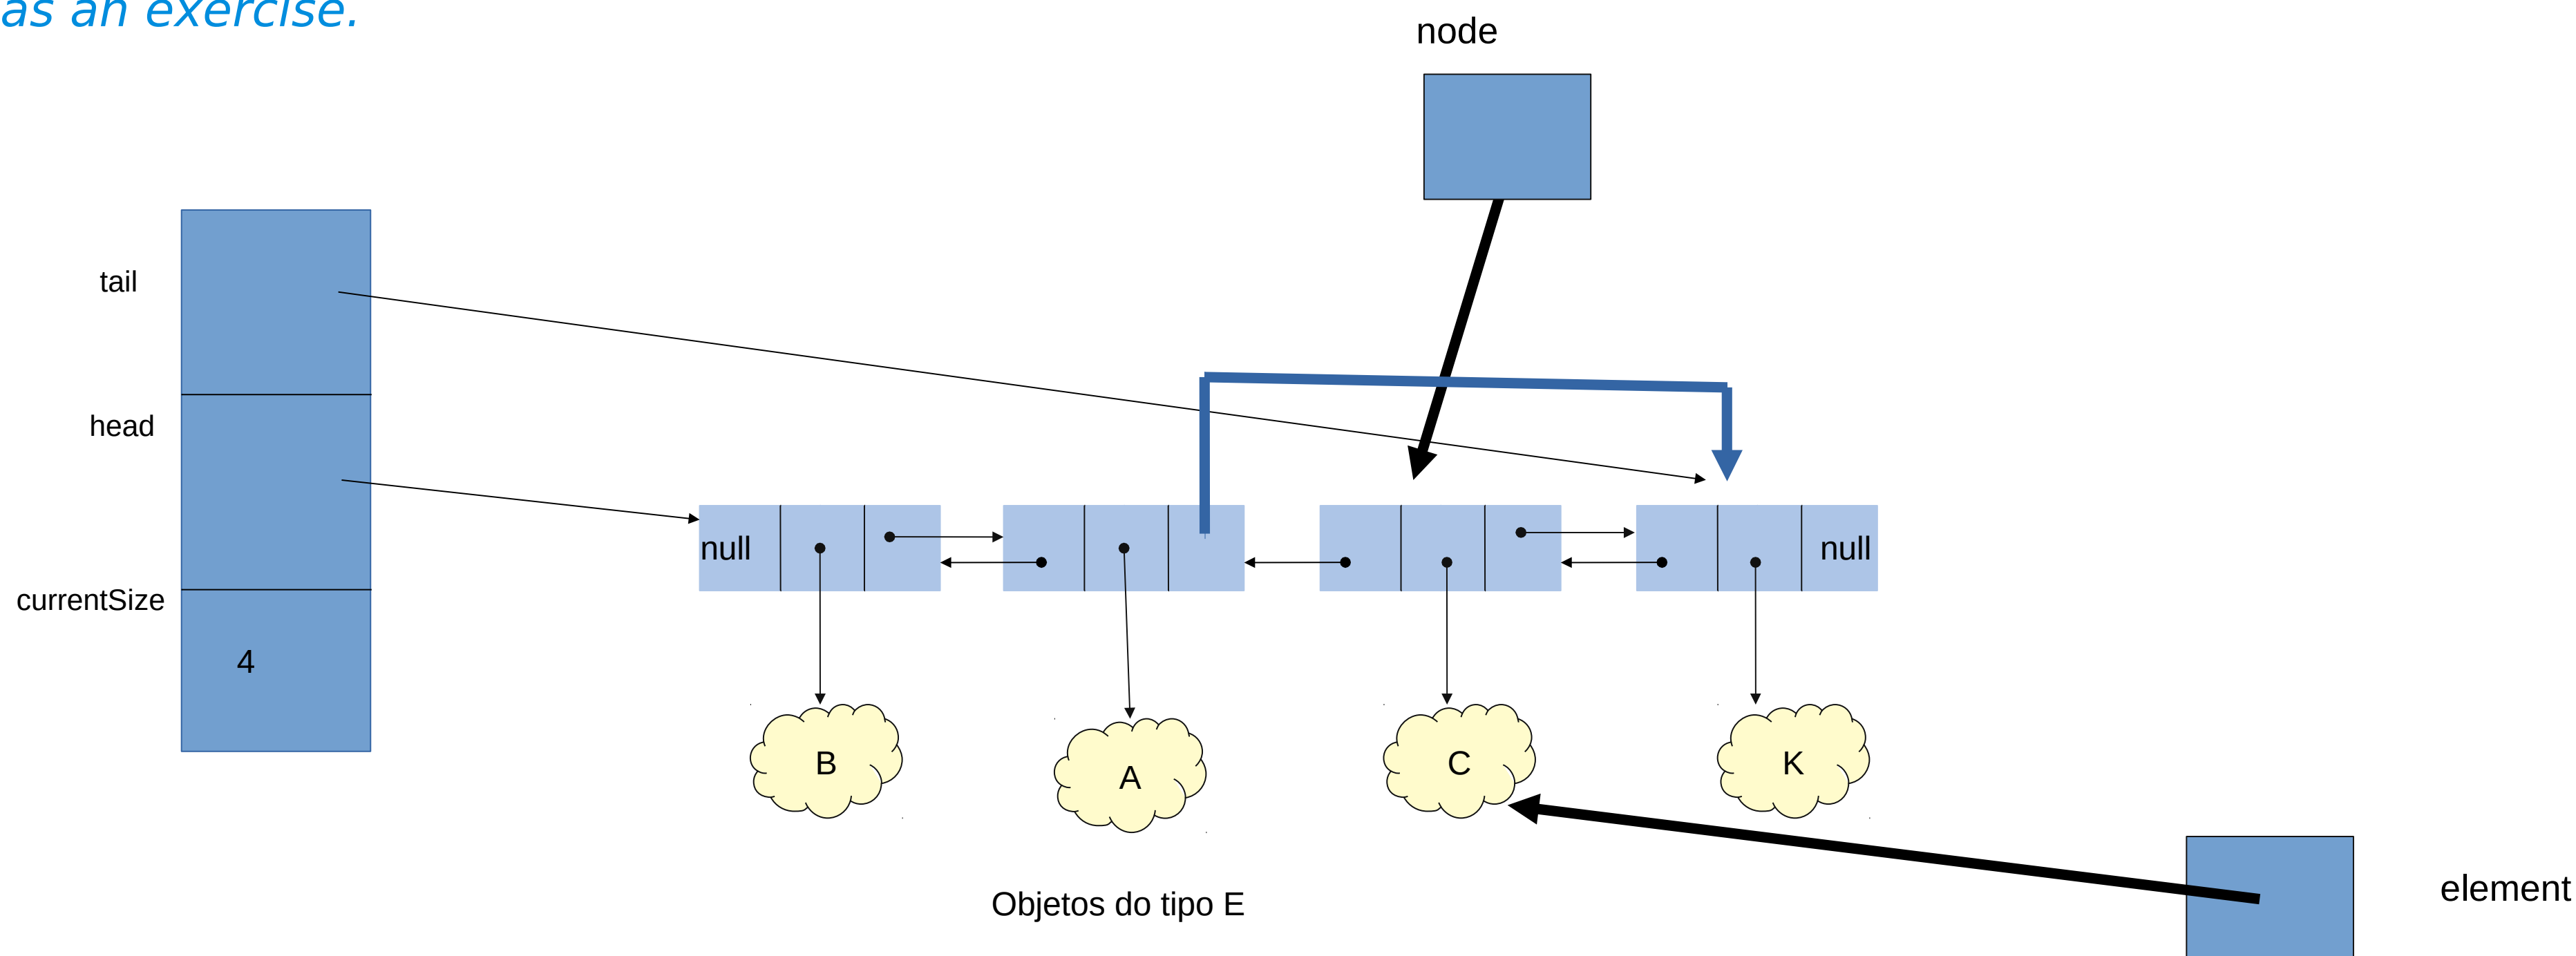 as an exercise.
node
tail
head
currentSize
4
null
null
B
A
C
K
Objetos do tipo E
element